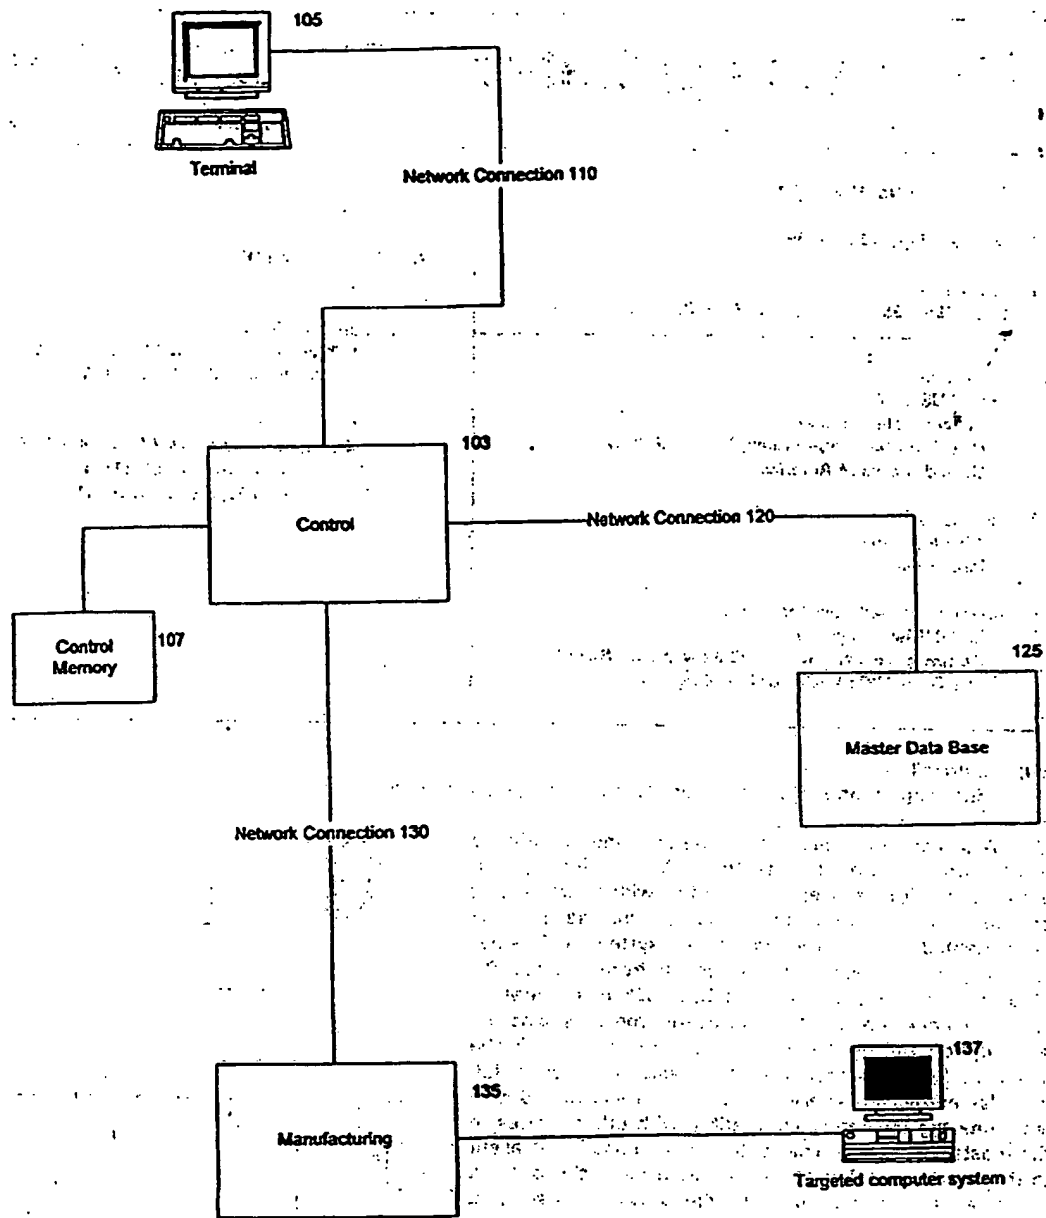 105
Terminal
Network Connection 110
103
Control
Network Connection 120
Control
Memory
107
125
Master Data Base
Network Connection 130
137
135
Manufacturing
Targeted computer system